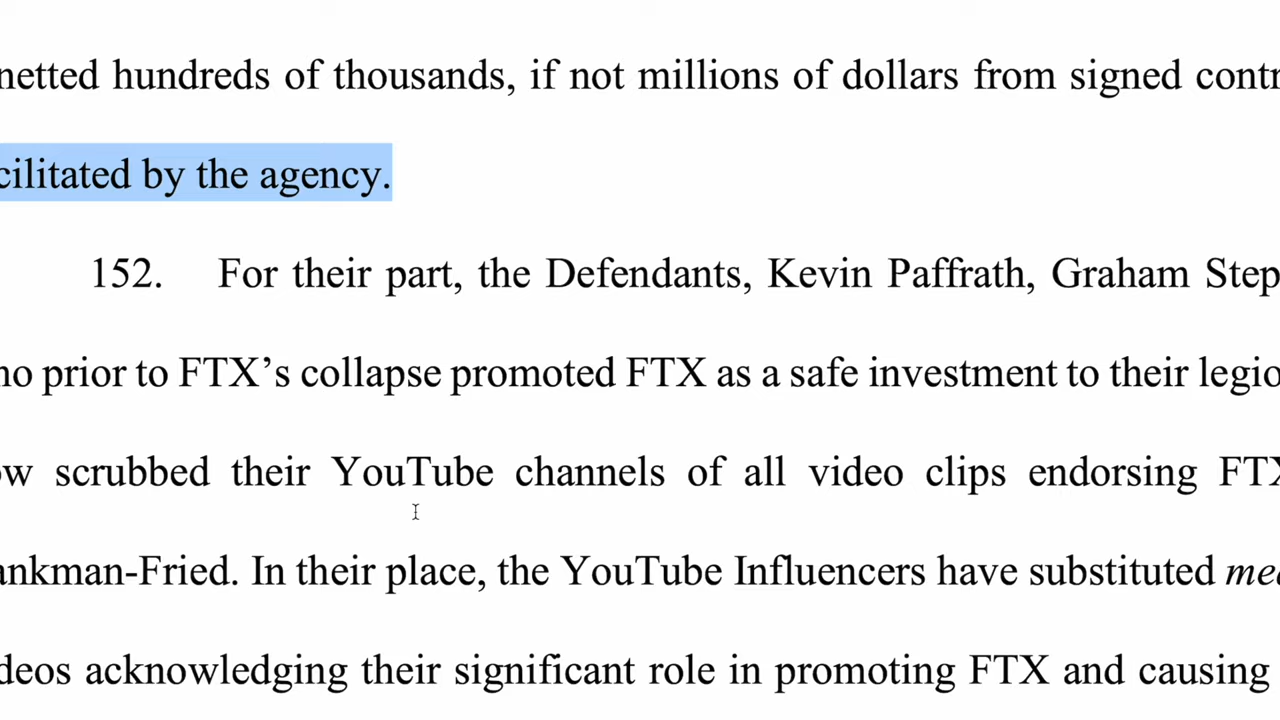 netted hundreds of thousands, if not millions of dollars from signed contr
cilitated by the agency.
152. For their part, the Defendants, Kevin Paffrath, Graham Step
no prior to FTX’s collapse promoted FTX as a safe investment to their legio
ow scrubbed their YouTube channels of all video clips endorsing FTX
ankman-Fried. In their place, the YouTube Influencers have substituted mea
deos acknowledging their significant role in promoting FTX and causing